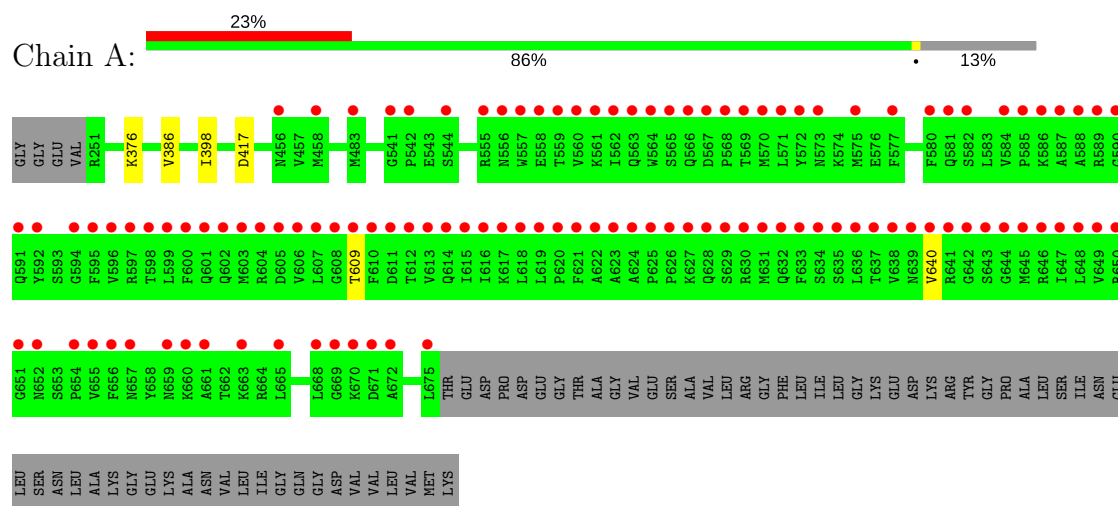 23%
Chain A:
86% • 13%
GLY GLY GLU VAL R251 K376 V386 I398 D417 N456 V457 M458 M483 G541 F542 E543 S544 R555 N556 W557 E558 T559 V560 K561 I562 Q563 W564 S565 Q566 D567 P568 T569 M570 L571 Y572 N573 K574 M575 E576 F577 F580 Q581 S582 L583 V584 P585 K586 A587 A588 R589 G590
Q591 Y592 S593 G594 F595 V596 R597 T598 L599 F600 Q601 Q602 M603 R604 D605 V606 L607 G608 T609 F610 D611 T612 V613 Q614 I615 I616 K617 L618 L619 P620 F621 A622 A623 A624 P625 P626 K627 Q628 S629 R630 M631 Q632 F633 S634 S635 L636 T637 V638 N639 V640 R641 G642 S643 G644 M645 R646 I647 L648 V649 R650
G651 N652 S653 P654 V655 F656 N657 Y658 N659 K660 A661 T662 K663 R664 L665 L668 G669 K670 D671 A672 L675 THR GLU ASP PRO ASP GLU GLY THR ALA GLY VAL GLU SER ALA VAL LEU ARG GLY PHE LEU ILE LEU GLY LYS GLU ASP LYS ARG TYR GLY PRO ALA LEU SER ILE ASN GLU
LEU SER ASN LEU ALA LYS GLY GLU LYS ALA ASN VAL LEU ILE GLY GLN GLY ASP VAL VAL LEU VAL MET LYS